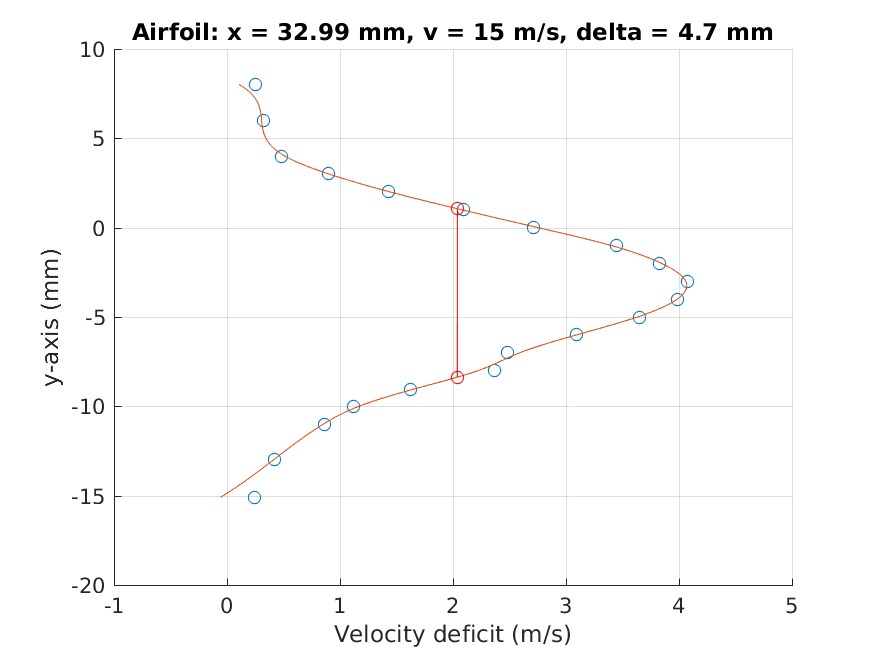 Airfoil: x = 32.99 mm, v = 15 m/s, delta = 4.7 mm
10
5
0
-5
-10
-15
-20
y-axis (mm)
-1 0 1 2 3 4 5
Velocity deficit (m/s)